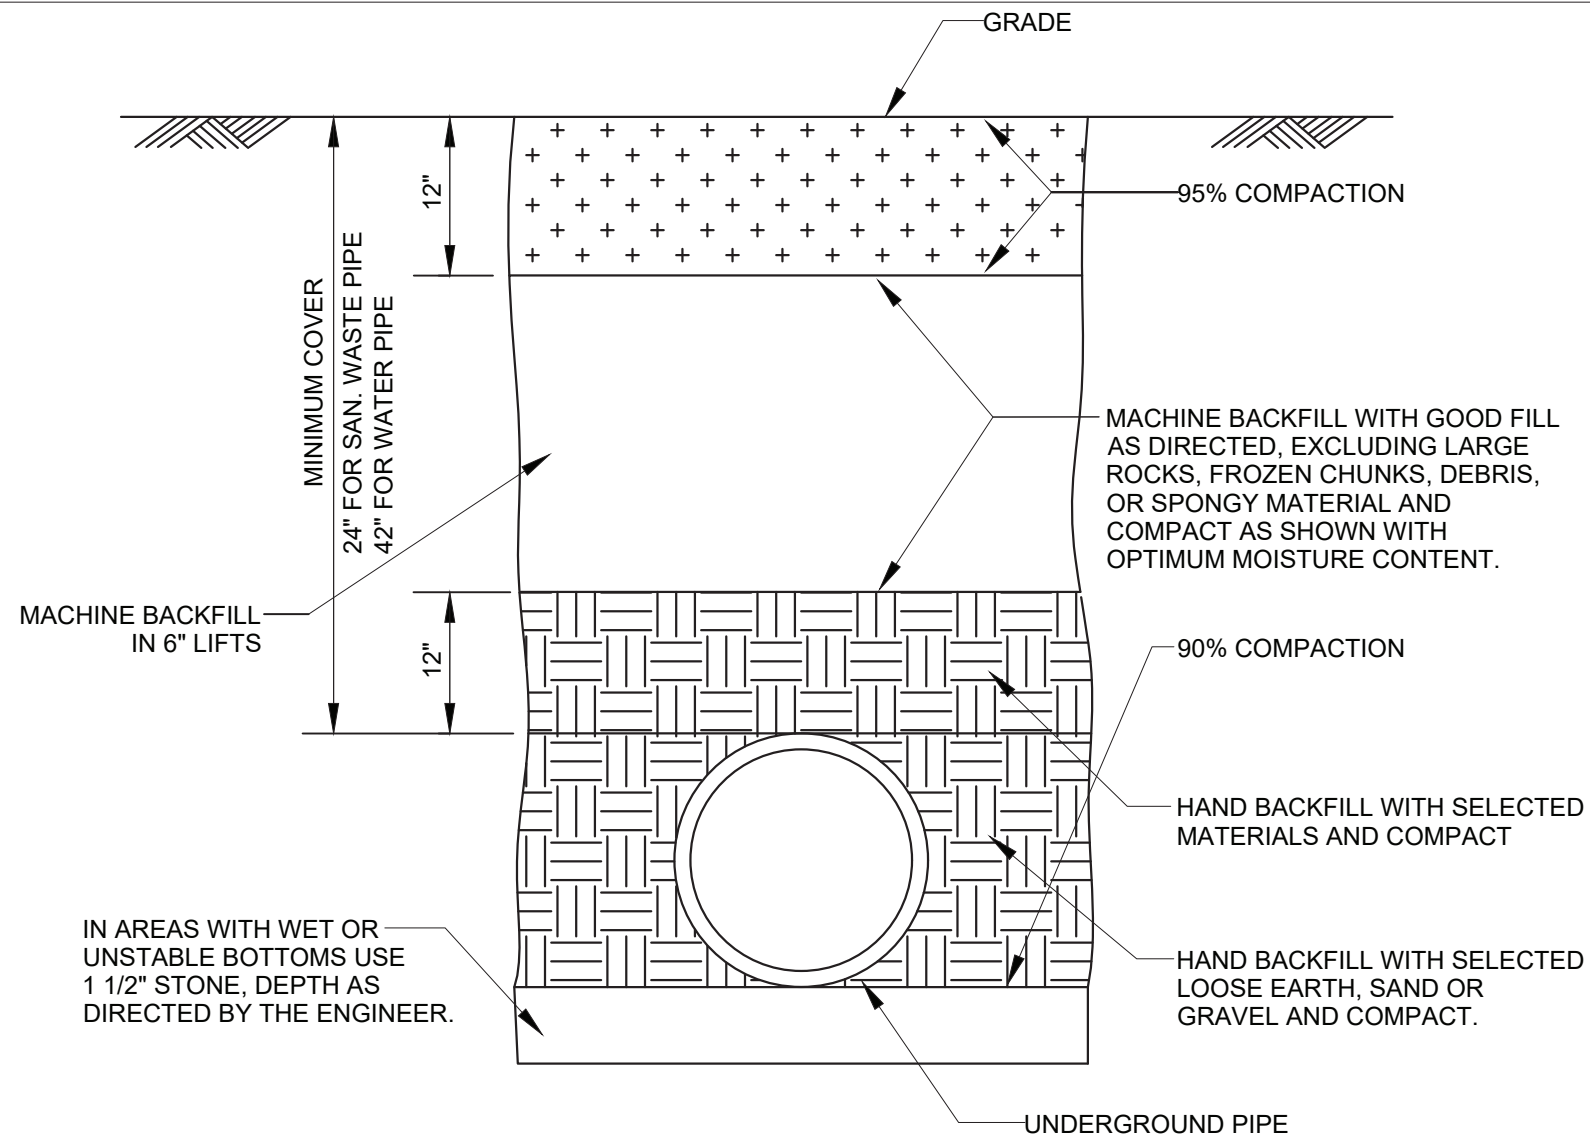 GRADE
12"
95% COMPACTION
MINIMUM COVER
24" FOR SAN. WASTE PIPE
42" FOR WATER PIPE
MACHINE BACKFILL WITH GOOD FILL
AS DIRECTED, EXCLUDING LARGE
ROCKS, FROZEN CHUNKS, DEBRIS,
OR SPONGY MATERIAL AND
COMPACT AS SHOWN WITH
OPTIMUM MOISTURE CONTENT.
MACHINE BACKFILL
IN 6" LIFTS
12"
90% COMPACTION
HAND BACKFILL WITH SELECTED
MATERIALS AND COMPACT
IN AREAS WITH WET OR
UNSTABLE BOTTOMS USE
1 1/2" STONE, DEPTH AS
DIRECTED BY THE ENGINEER.
HAND BACKFILL WITH SELECTED
LOOSE EARTH, SAND OR
GRAVEL AND COMPACT.
UNDERGROUND PIPE